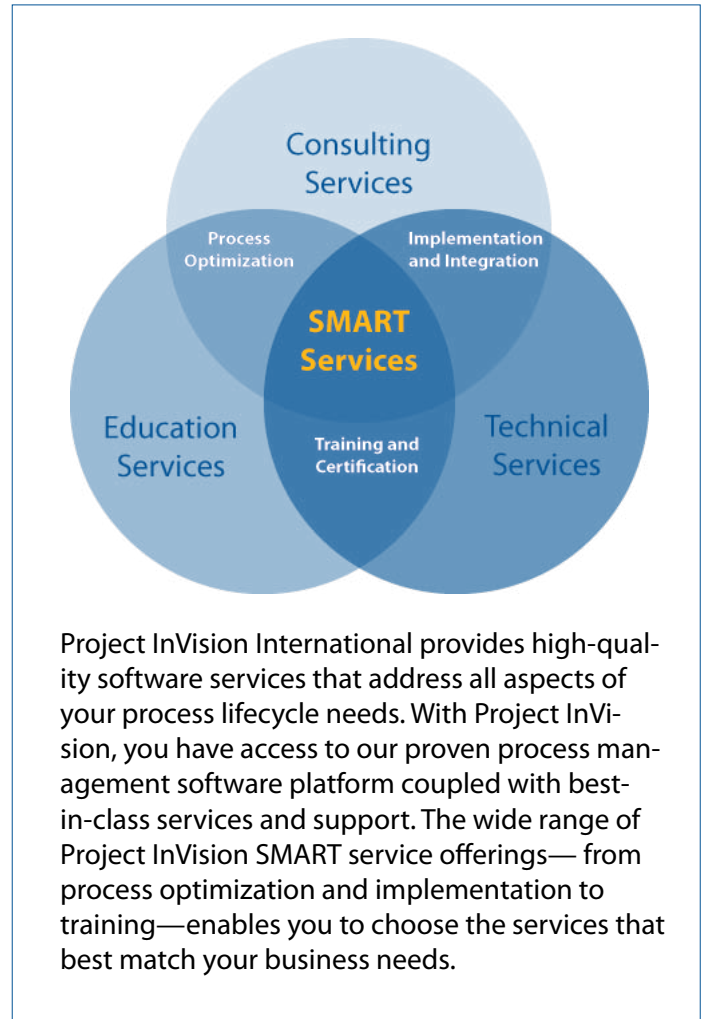 Consulting
Services
Process
Optimization
Implementation
and Integration
SMART
Services
Education
Services
Training and
Certification
Technical
Services
Project InVision International provides high-qual-
ity software services that address all aspects of
your process lifecycle needs. With Project InVi-
sion, you have access to our proven process man-
agement software platform coupled with best-
in-class services and support. The wide range of
Project InVision SMART service offerings— from
process optimization and implementation to
training—enables you to choose the services that
best match your business needs.